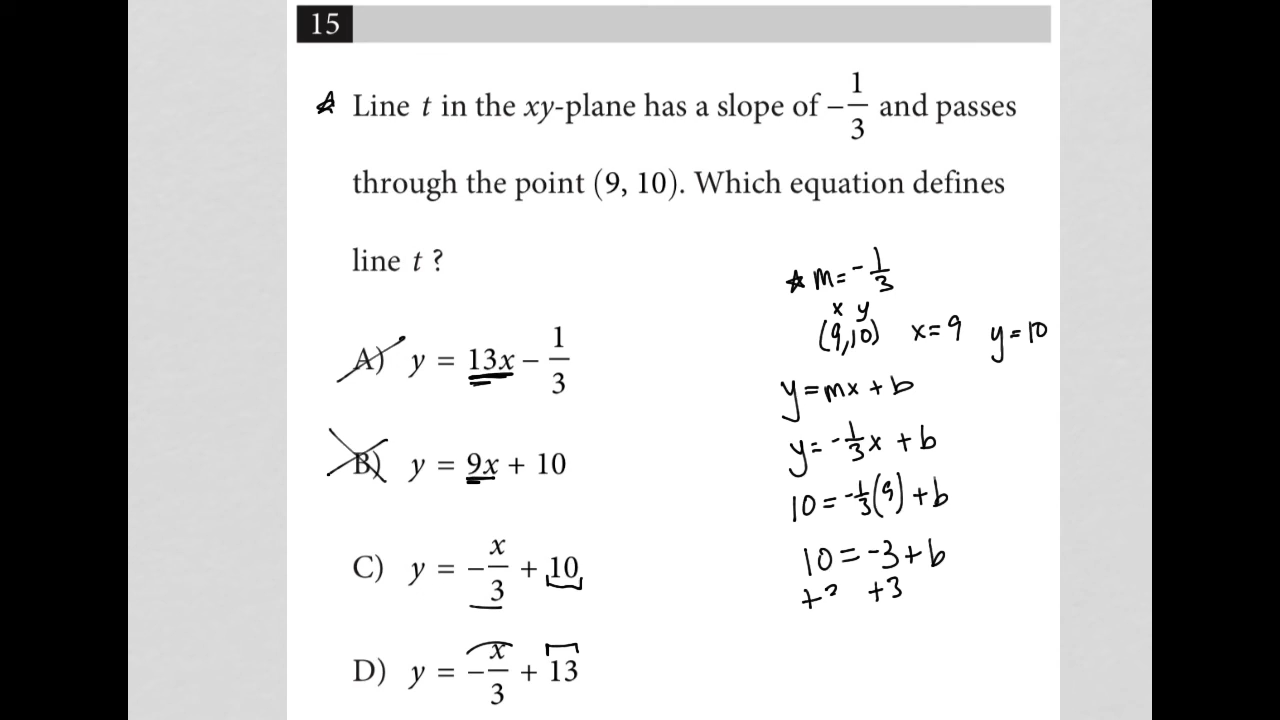 15
Line t in the xy-plane has a slope of −1/3 and passes
through the point (9, 10). Which equation defines
line t ?
A) y = 13x − 1/3
B) y = 9x + 10
C) y = −x/3 + 10
D) y = −x/3 + 13
m = -1/3
x y
(9,10) x=9 y=10
y=mx+b
y=-1/3x+b
10=-1/3(9)+b
10=-3+b
+3 +3